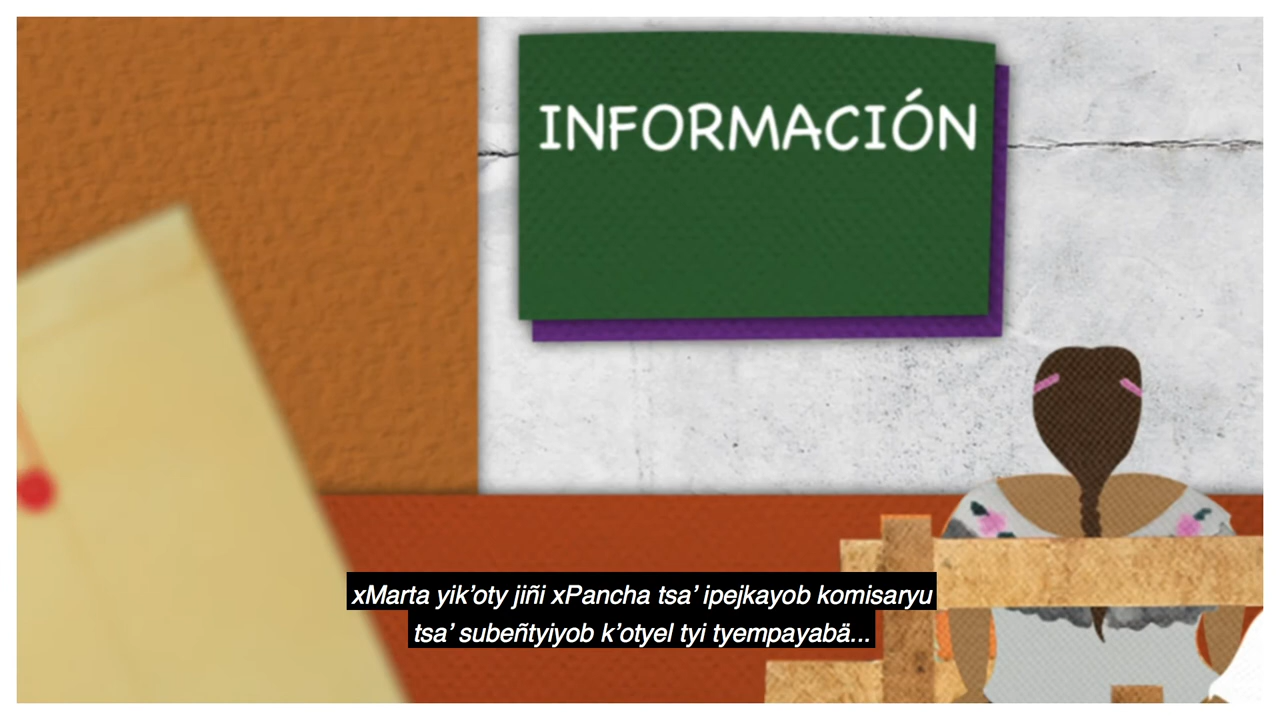 INFORMACIÓN
xMarta yik’oty jiñi xPancha tsa’ ipejkayob komisaryu
tsa’ subeñtyiyob k’otyel tyi tyempayabä...